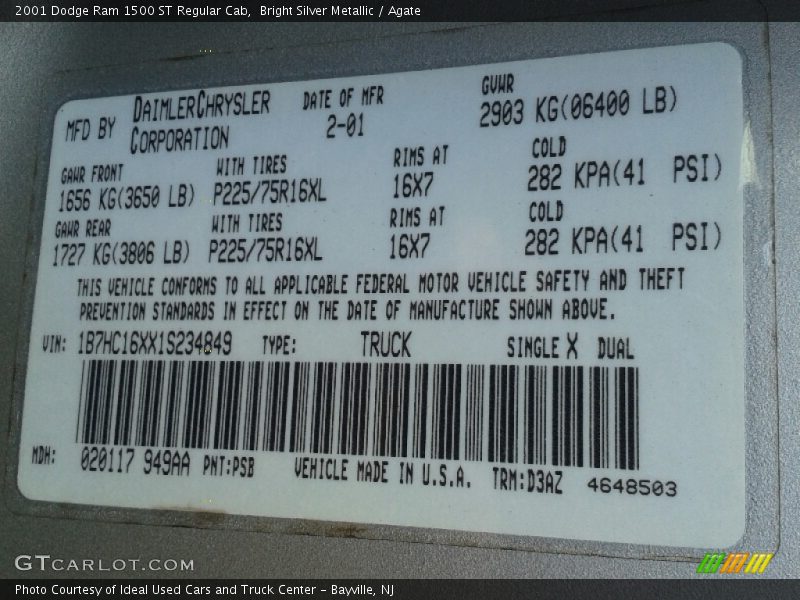 2001 Dodge Ram 1500 ST Regular Cab,  Bright Silver Metallic / Agate
MFD BY DAIMLERCHRYSLER CORPORATION DATE OF MFR 2-01 GVWR 2903 KG(06400 LB)
GAWR FRONT WITH TIRES RIMS AT COLD
1656 KG(3650 LB) P225/75R16XL 16X7 282 KPA(41 PSI)
GAWR REAR WITH TIRES RIMS AT COLD
1727 KG(3806 LB) P225/75R16XL 16X7 282 KPA(41 PSI)
THIS VEHICLE CONFORMS TO ALL APPLICABLE FEDERAL MOTOR VEHICLE SAFETY AND THEFT
PREVENTION STANDARDS IN EFFECT ON THE DATE OF MANUFACTURE SHOWN ABOVE.
VIN: 1B7HC16XX1S234849 TYPE: TRUCK SINGLE X DUAL
MDH: 020117 949AA PNT:PSB VEHICLE MADE IN U.S.A. TRM:D3AZ 4648503
GTCARLOT.COM
Photo Courtesy of Ideal Used Cars and Truck Center – Bayville, NJ